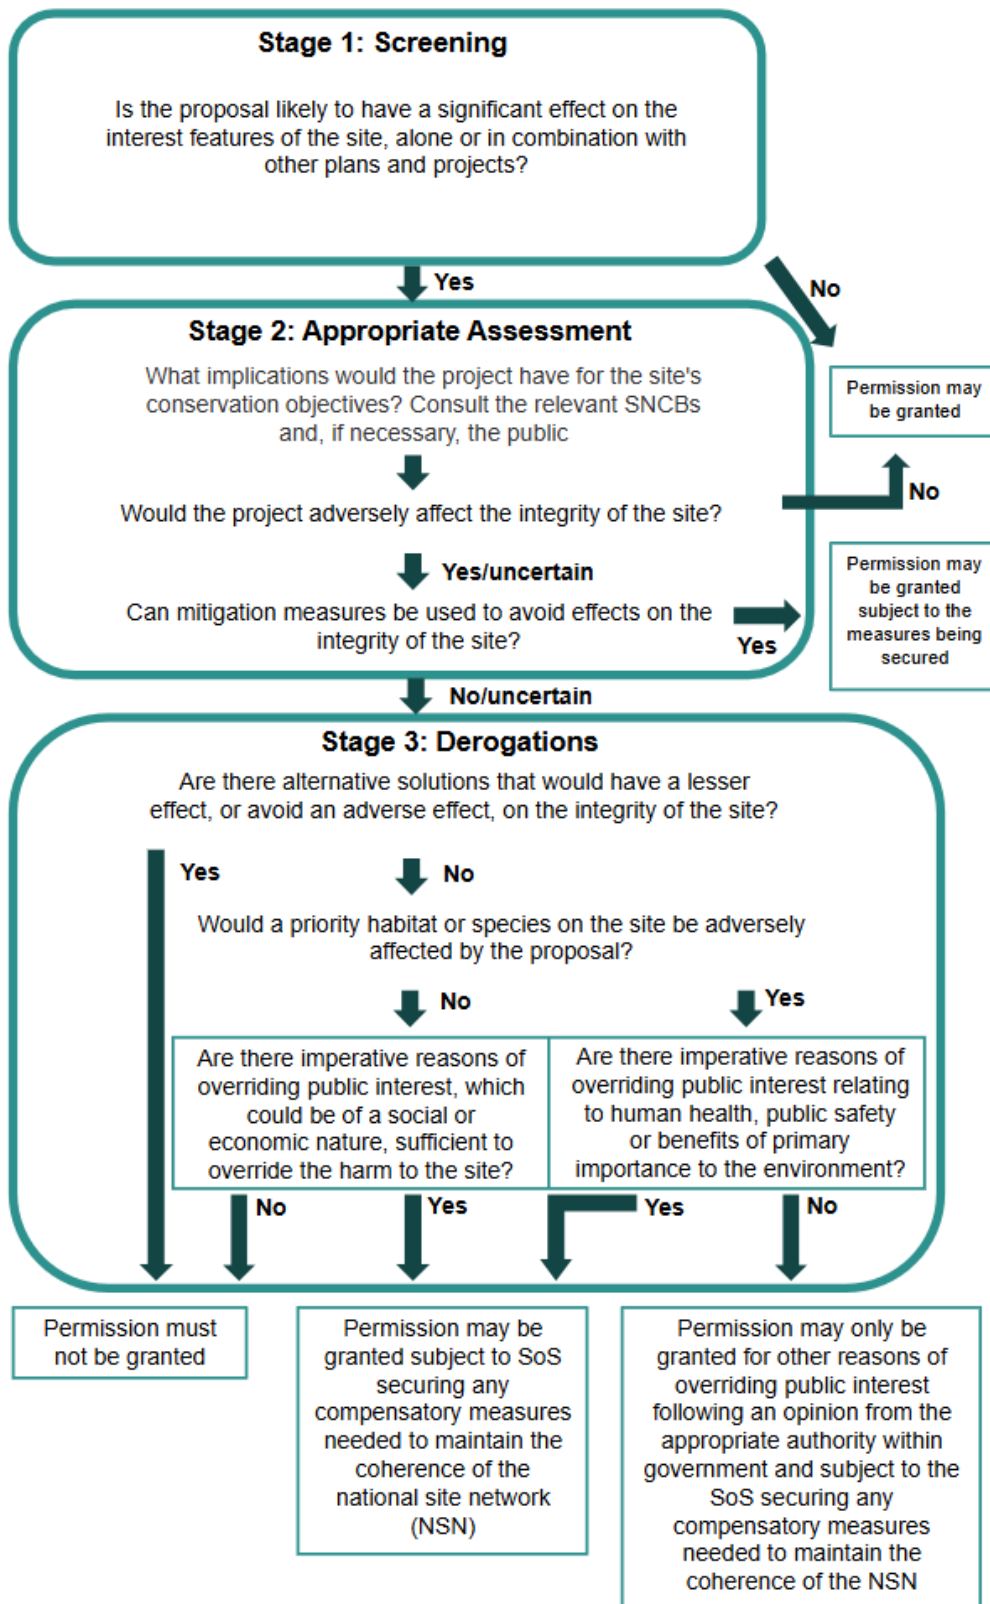 Stage 1: Screening
Is the proposal likely to have a significant effect on the
interest features of the site, alone or in combination with
other plans and projects?
Yes
No
Stage 2: Appropriate Assessment
What implications would the project have for the site's
conservation objectives? Consult the relevant SNCBs
and, if necessary, the public
Permission may
be granted
Would the project adversely affect the integrity of the site?
No
Yes/uncertain
Can mitigation measures be used to avoid effects on the
integrity of the site?
Yes
Permission may
be granted
subject to the
measures being
secured
No/uncertain
Stage 3: Derogations
Are there alternative solutions that would have a lesser
effect, or avoid an adverse effect, on the integrity of the site?
Yes
No
Would a priority habitat or species on the site be adversely
affected by the proposal?
No
Yes
Are there imperative reasons of
overriding public interest, which
could be of a social or
economic nature, sufficient to
override the harm to the site?
Are there imperative reasons of
overriding public interest relating
to human health, public safety
or benefits of primary
importance to the environment?
No
Yes
Yes
No
Permission must
not be granted
Permission may be
granted subject to SoS
securing any
compensatory measures
needed to maintain the
coherence of the
national site network
(NSN)
Permission may only be
granted for other reasons of
overriding public interest
following an opinion from the
appropriate authority within
government and subject to the
SoS securing any
compensatory measures
needed to maintain the
coherence of the NSN